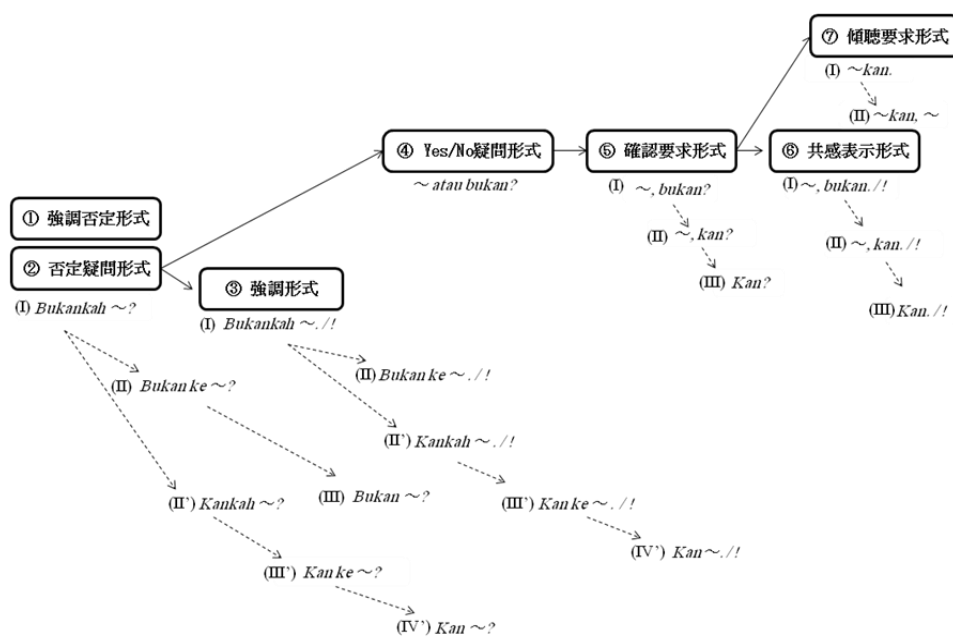 ⑦ 傾聴要求形式
(I) ～kan.
(II) ～kan, ～
④ Yes/No疑問形式
～ atau bukan?
⑤ 確認要求形式
(I) ～, bukan?
(II) ～, kan?
(III) Kan?
⑥ 共感表示形式
(I) ～, bukan./!
(II) ～, kan./!
(III) Kan./!
① 強調否定形式
② 否定疑問形式
(I) Bukankah ～?
③ 強調形式
(I) Bukankah ～./!
(II) Bukan ke ～?
(II) Bukan ke ～./!
(II') Kankah ～./!
(II') Kankah ～?
(III) Bukan ～?
(III') Kan ke ～./!
(IV') Kan ～./!
(III') Kan ke ～?
(IV') Kan ～?